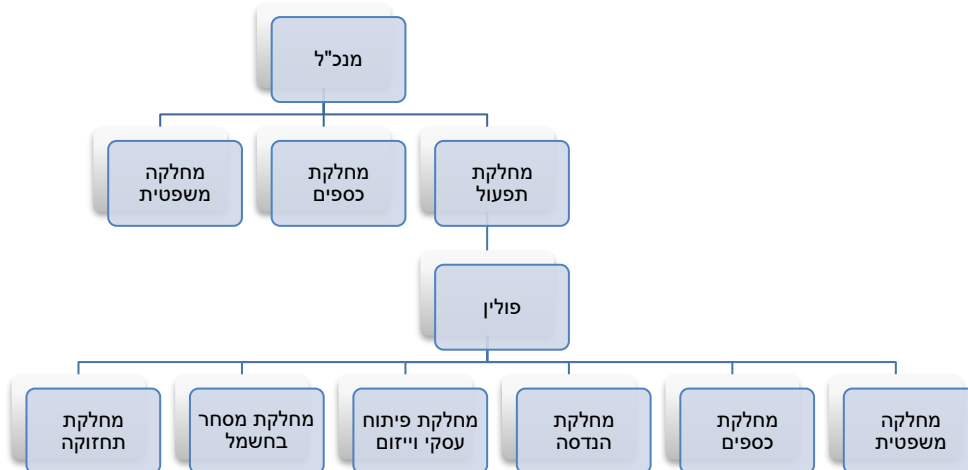 מנכ"ל
מחלקת
תפעול
מחלקת
כספים
מחלקה
משפטית
פולין
מחלקה
משפטית
מחלקת
כספים
מחלקת
הנדסה
מחלקת פיתוח
עסקי וייזום
מחלקת מסחר
בחשמל
מחלקת
תחזוקה